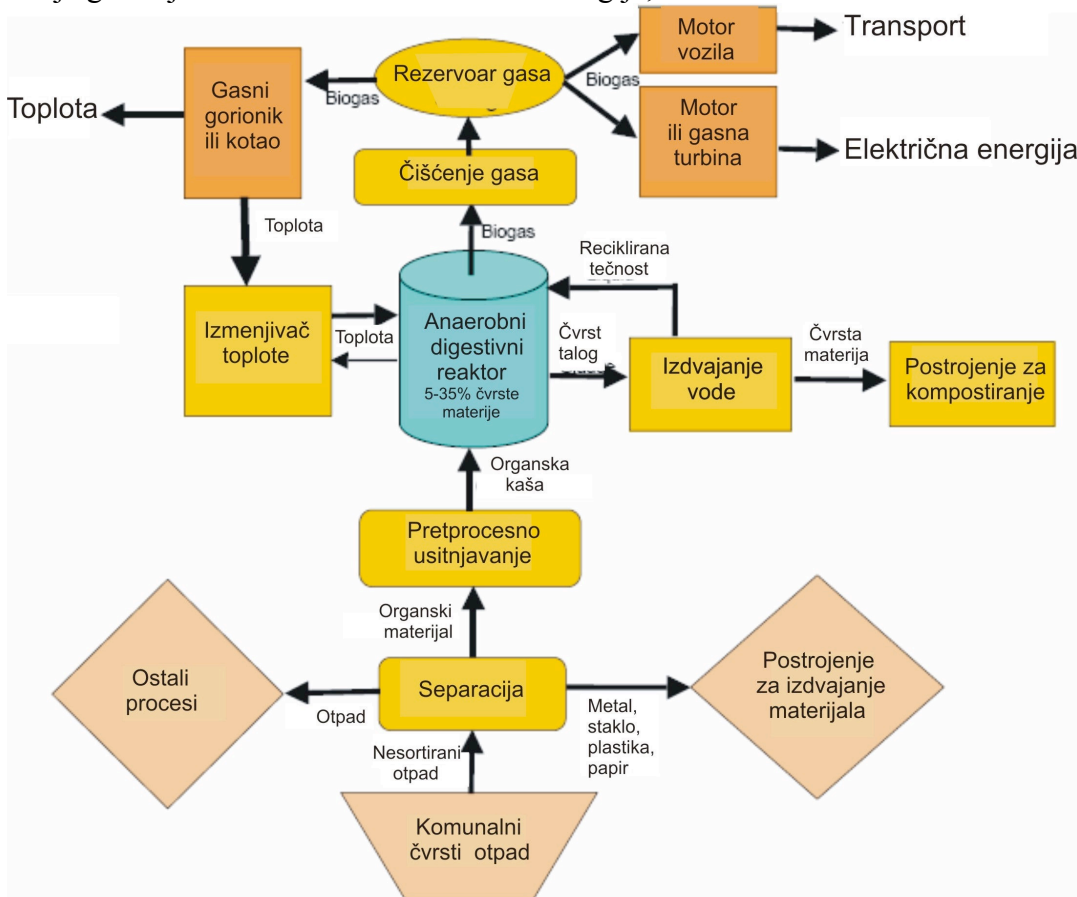 Motor
vozila
Transport
Rezervoar gasa
Biogas
Biogas
Gasni
gorionik
ili kotao
Toplota
Motor
ili gasna
turbina
Električna energija
Čišćenje gasa
Toplota
Biogas
Reciklirana
tečnost
Izmenjivač
toplote
Toplota
Anaerobni
digestivni
reaktor
5-35% čvrste
materije
Čvrst
talog
Izdvajanje
vode
Čvrsta
materija
Postrojenje za
kompostiranje
Organska
kaša
Pretprocesno
usitnjavanje
Organski
materijal
Ostali
procesi
Otpad
Separacija
Metal,
staklo,
plastika,
papir
Postrojenje
za izdvajanje
materijala
Nesortirani
otpad
Komunalni
čvrsti otpad